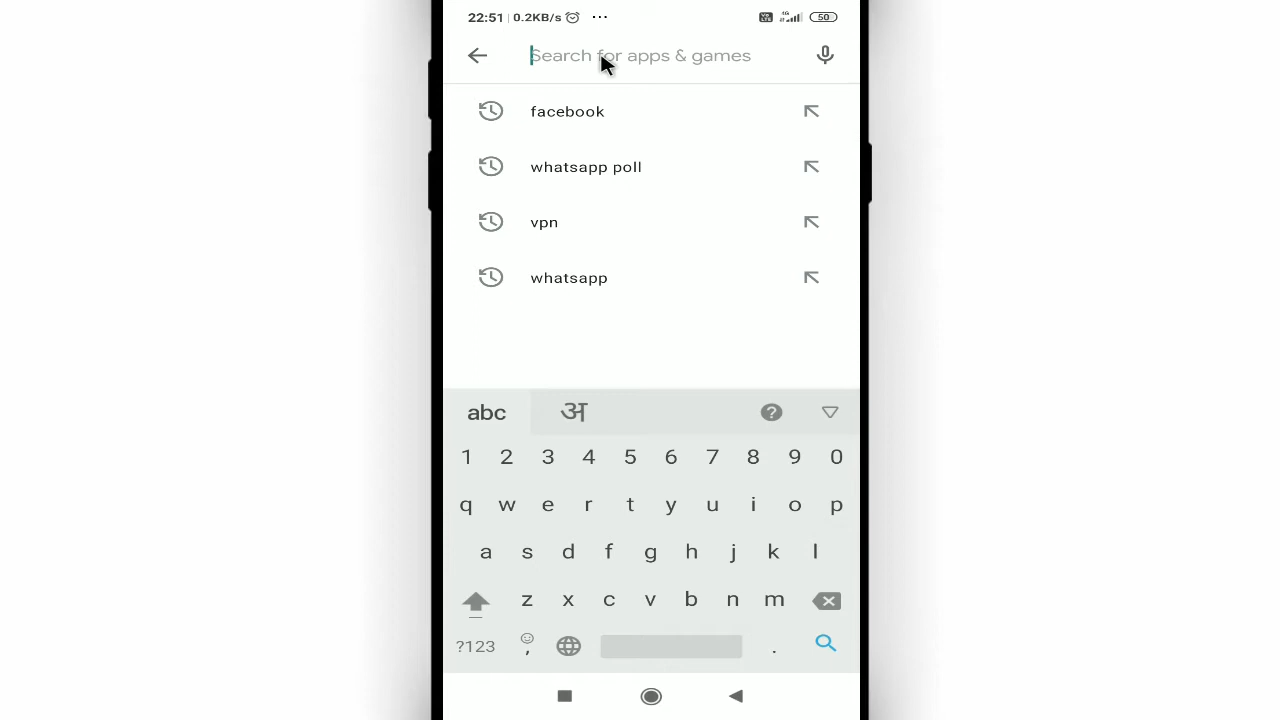 22:51 0.2KB/s ... 50
Search for apps & games
facebook
whatsapp poll
vpn
whatsapp
abc अ ?
1 2 3 4 5 6 7 8 9 0
q w e r t y u i o p
a s d f g h j k l
z x c v b n m
?123 , .